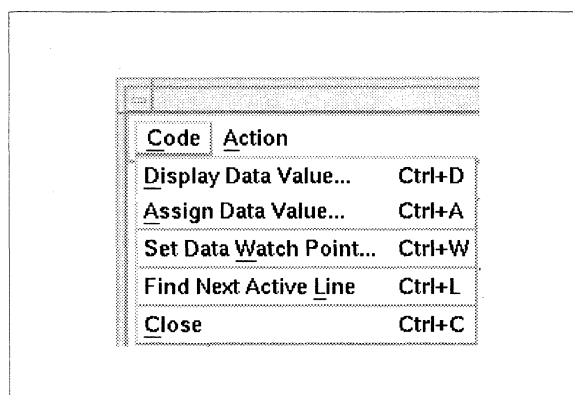 Code Action
Display Data Value... Ctrl+D
Assign Data Value... Ctrl+A
Set Data Watch Point... Ctrl+W
Find Next Active Line Ctrl+L
Close Ctrl+C